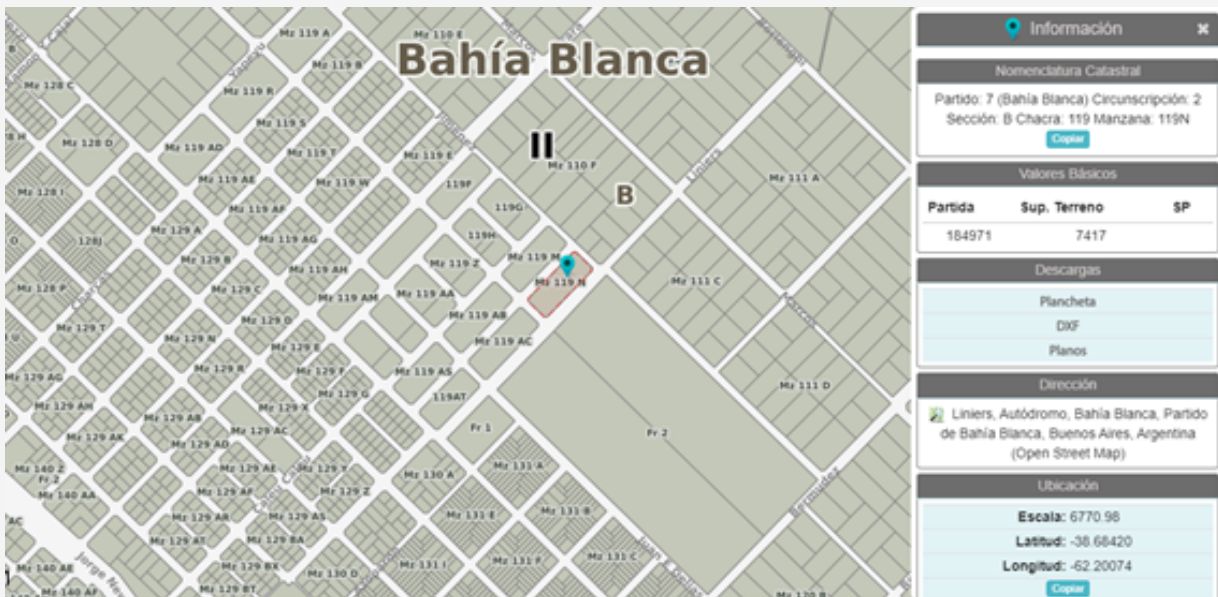 Mz 119 A
Mz 110 E
Bahía Blanca
Mz 119 B
Yapeyu
Mz 128 C
Mz 119 R
Mz 119 S
Mz 128 D
Mz 119 AD
Mz 119 T
Mz 119 E
II
Mz 110 F
Liniers
Mz 111 A
Mz 119 AE
Mz 119 W
119F
Mz 128 I
B
Mz 119 AF
119G
128J
Mz 129 A
Mz 119 AG
119H
Mz 129 B
Mz 119 M
Mz 119 AH
Mz 119 Z
Mz 128 P
Mz 129 C
Mz 119 N
Mz 111 C
Mz 119 AM
Mz 119 AA
Marcos
Mz 129 T
Mz 129 D
Mz 119 AB
Mz 129 N
Mz 129 E
Mz 119 AC
Mz 129 AG
Mz 129 R
Mz 129 F
Mz 119 AS
Mz 111 D
Mz 129 AH
Mz 129 X
Mz 129 G
119AT
Mz 129 AB
Mz 129 AK
Mz 129 AC
Fr 1
Fr 2
Mz 129 AD
Mz 140 Z
Fr 2
Mz 129 AE
Mz 129 Y
Mz 130 A
Mz 131 A
Mz 140 AA
Mz 129 AF
Mz 129 Z
Bermudez
Mz 129 AR
Mz 129 AS
Mz 131 E
Mz 131 B
AC
Mz 129 AT
Mz 129 BA
Mz 140 AE
Mz 129 BX
Mz 130 D
Mz 131 I
Mz 131 F
Mz 131 C
Mz 140 AF
Mz 129 BT
Información
Nomenclatura Catastral
Partido: 7 (Bahía Blanca) Circunscripción: 2
Sección: B Chacra: 119 Manzana: 119N
Copiar
Valores Básicos
Partida Sup. Terreno SP
184971 7417
Descargas
Plancheta
DXF
Planos
Dirección
Liniers, Autódromo, Bahía Blanca, Partido
de Bahía Blanca, Buenos Aires, Argentina
(Open Street Map)
Ubicación
Escala: 6770.98
Latitud: -38.68420
Longitud: -62.20074
Copiar